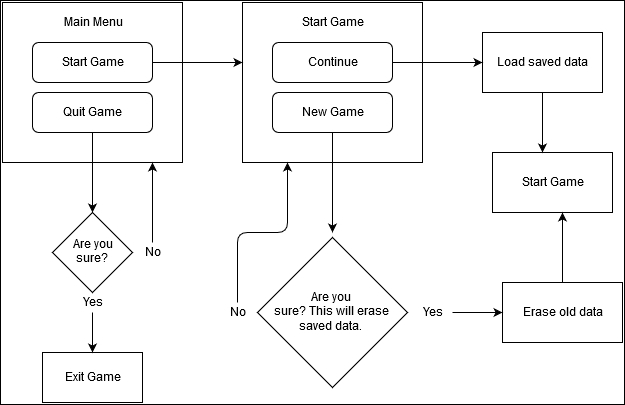 Main Menu
Start Game
Quit Game
Are you
sure?
No
Yes
Exit Game
Start Game
Continue
New Game
Are you
sure? This will erase
saved data.
No
Yes
Load saved data
Start Game
Erase old data